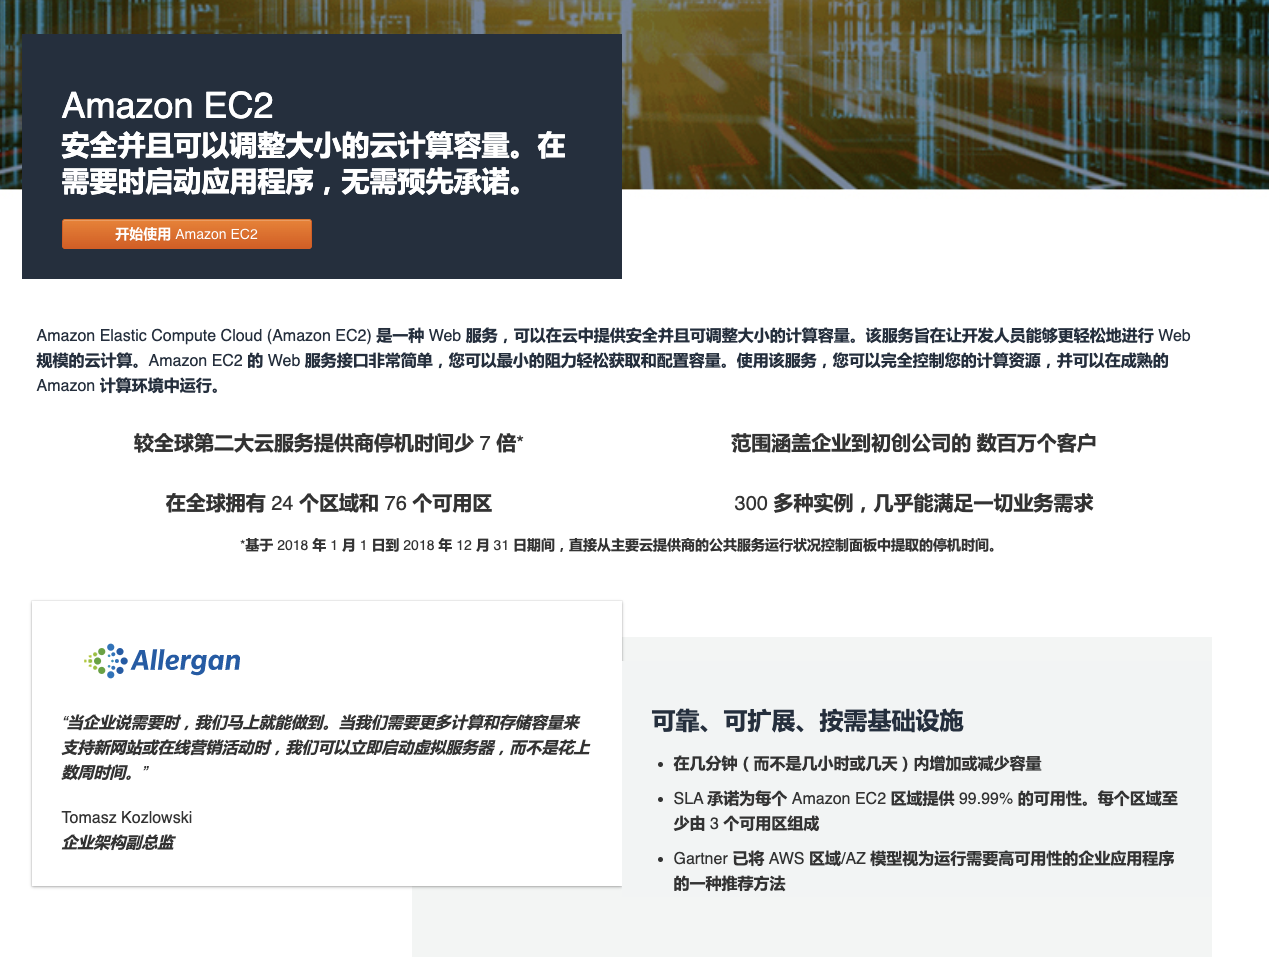 Amazon EC2
安全并且可以调整大小的云计算容量。在
需要时启动应用程序，无需预先承诺。
开始使用 Amazon EC2
Amazon Elastic Compute Cloud (Amazon EC2) 是一种 Web 服务，可以在云中提供安全并且可调整大小的计算容量。该服务旨在让开发人员能够更轻松地进行 Web
规模的云计算。Amazon EC2 的 Web 服务接口非常简单，您可以最小的阻力轻松获取和配置容量。使用该服务，您可以完全控制您的计算资源，并可以在成熟的
Amazon 计算环境中运行。
较全球第二大云服务提供商停机时间少 7 倍*
范围涵盖企业到初创公司的 数百万个客户
在全球拥有 24 个区域和 76 个可用区
300 多种实例，几乎能满足一切业务需求
*基于 2018 年 1 月 1 日到 2018 年 12 月 31 日期间，直接从主要云提供商的公共服务运行状况控制面板中提取的停机时间。
Allergan
“当企业说需要时，我们马上就能做到。当我们需要更多计算和存储容量来
支持新网站或在线营销活动时，我们可以立即启动虚拟服务器，而不是花上
数周时间。”
Tomasz Kozlowski
企业架构副总监
可靠、可扩展、按需基础设施
• 在几分钟（而不是几小时或几天）内增加或减少容量
• SLA 承诺为每个 Amazon EC2 区域提供 99.99% 的可用性。每个区域至
少由 3 个可用区组成
• Gartner 已将 AWS 区域/AZ 模型视为运行需要高可用性的企业应用程序
的一种推荐方法